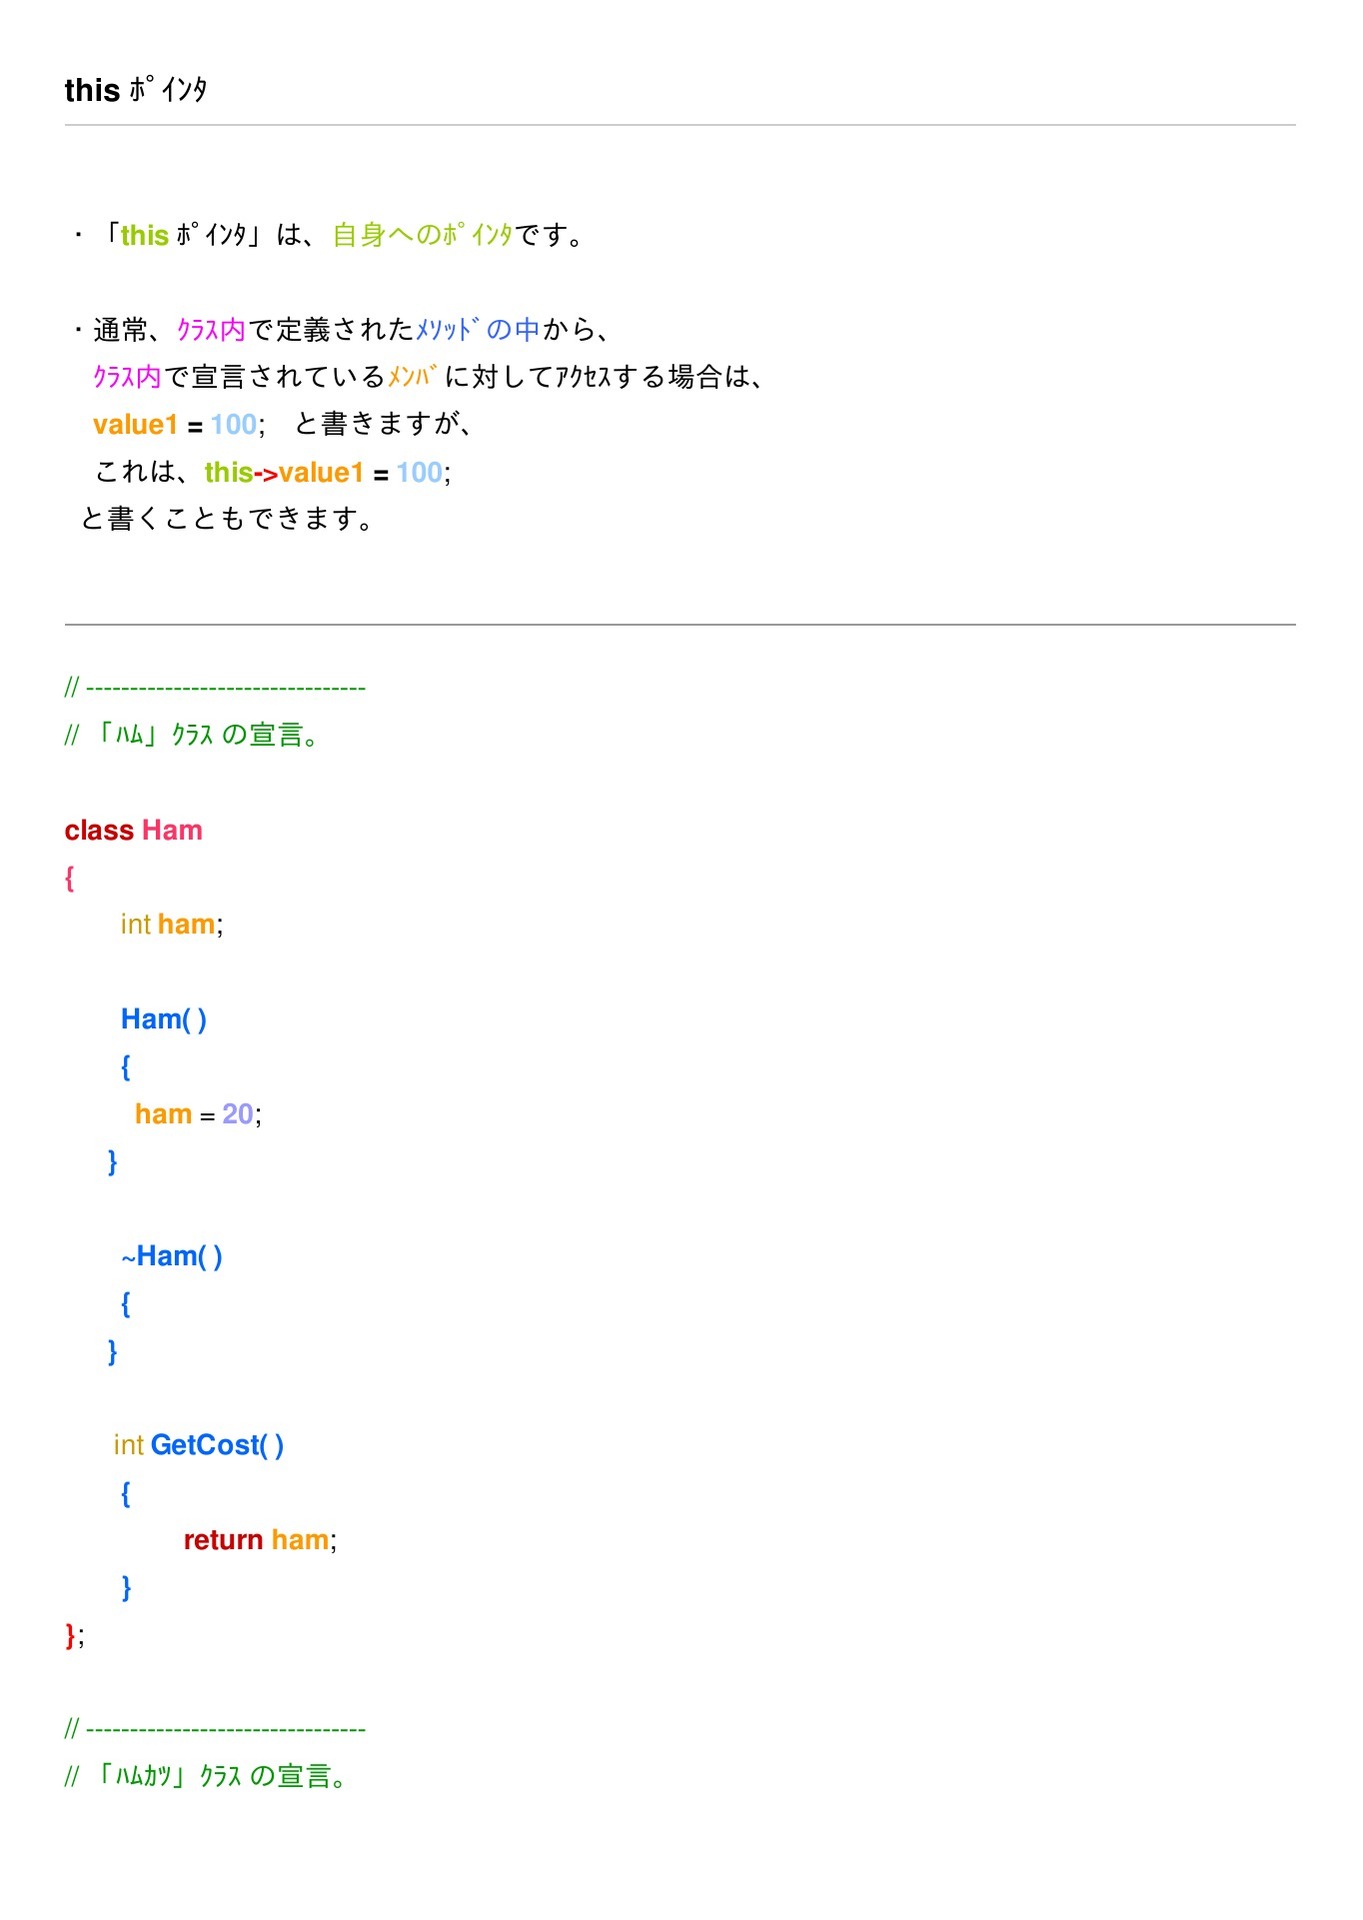 this ﾎﾟｲﾝﾀ
・「this ﾎﾟｲﾝﾀ」は、自身へのﾎﾟｲﾝﾀです。
・通常、ｸﾗｽ内で定義されたﾒｿｯﾄﾞの中から、
ｸﾗｽ内で宣言されているﾒﾝﾊﾞに対してｱｸｾｽする場合は、
value1 = 100;　と書きますが、
これは、this->value1 = 100;
と書くこともできます。
// --------------------------------
// 「ﾊﾑ」ｸﾗｽ の宣言。
class Ham
{
int ham;
Ham( )
{
ham = 20;
}
~Ham( )
{
}
int GetCost( )
{
return ham;
}
};
// --------------------------------
// 「ﾊﾑｶﾂ」ｸﾗｽ の宣言。